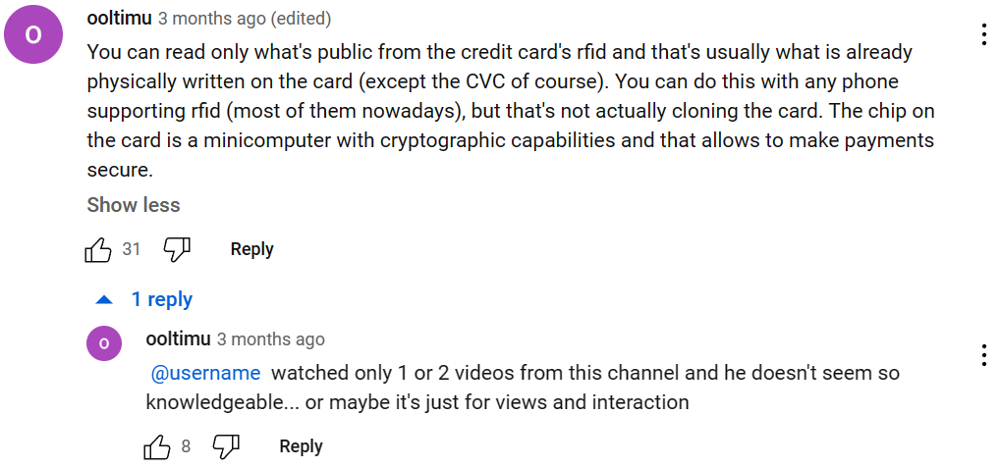 O
ooltimu 3 months ago (edited)
You can read only what's public from the credit card's rfid and that's usually what is already
physically written on the card (except the CVC of course). You can do this with any phone
supporting rfid (most of them nowadays), but that's not actually cloning the card. The chip on
the card is a minicomputer with cryptographic capabilities and that allows to make payments
secure.
Show less
31 Reply
1 reply
O
ooltimu 3 months ago
@username watched only 1 or 2 videos from this channel and he doesn't seem so
knowledgeable... or maybe it's just for views and interaction
8 Reply